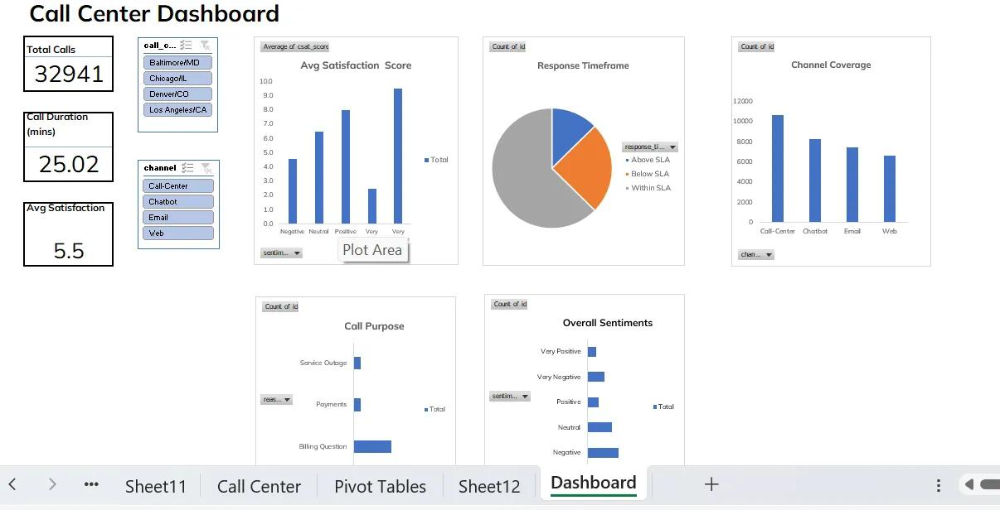 Call Center Dashboard
Total Calls
32941
Call Duration
(mins)
25.02
Avg Satisfaction
5.5
call_c...
Baltimore/MD
Chicago/IL
Denver/CO
Los Angeles/CA
channel
Call-Center
Chatbot
Email
Web
Average of csat_score
Avg Satisfaction Score
10.0
9.0
8.0
7.0
6.0
5.0
4.0
3.0
2.0
1.0
0.0
Negative Neutral Positive Very Very
Total
sentim...
Plot Area
Count of id
Response Timeframe
response_ti...
Above SLA
Below SLA
Within SLA
Count of id
Channel Coverage
12000
10000
8000
6000
4000
2000
0
Call-Center Chatbot Email Web
chan...
Count of id
Call Purpose
Service Outage
Payments
Billing Question
reas...
Total
Count of id
Overall Sentiments
Very Positive
Very Negative
Positive
Neutral
Negative
sentim...
Total
Sheet11 Call Center Pivot Tables Sheet12 Dashboard